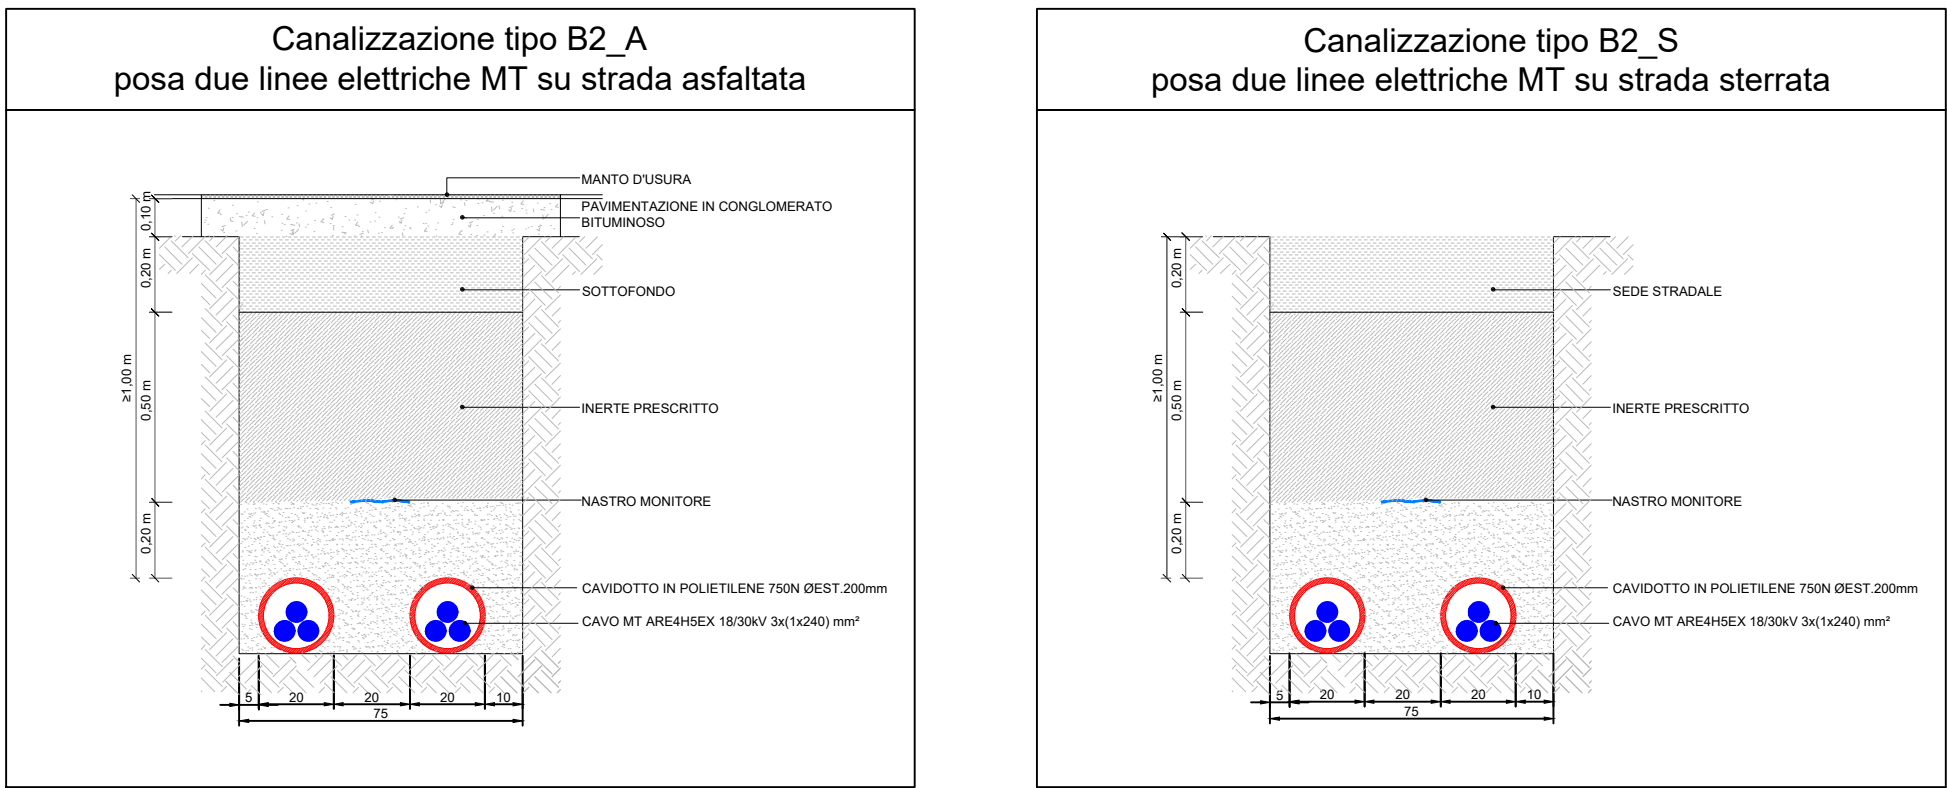 Canalizzazione tipo B2_A
posa due linee elettriche MT su strada asfaltata
MANTO D'USURA
PAVIMENTAZIONE IN CONGLOMERATO
BITUMINOSO
SOTTOFONDO
INERTE PRESCRITTO
NASTRO MONITORE
CAVIDOTTO IN POLIETILENE 750N ØEST.200mm
CAVO MT ARE4H5EX 18/30kV 3x(1x240) mm²
0,10 m
0,20 m
≥1,00 m
0,50 m
0,20 m
5
20
20
20
10
75
Canalizzazione tipo B2_S
posa due linee elettriche MT su strada sterrata
SEDE STRADALE
INERTE PRESCRITTO
NASTRO MONITORE
CAVIDOTTO IN POLIETILENE 750N ØEST.200mm
CAVO MT ARE4H5EX 18/30kV 3x(1x240) mm²
0,20 m
≥1,00 m
0,50 m
0,20 m
5
20
20
20
10
75